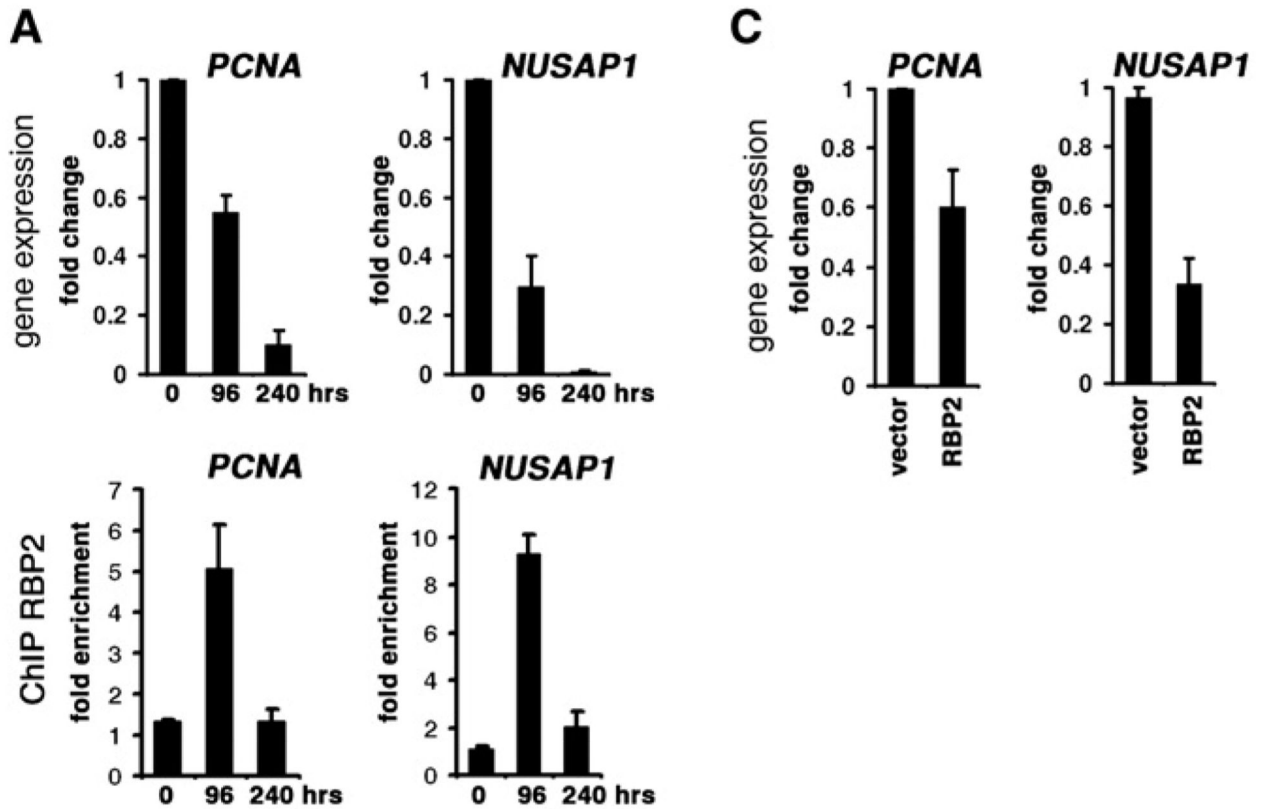 A
C
PCNA
NUSAP1
gene expression
fold change
1
0.8
0.6
0.4
0.2
0
0 96 240 hrs
fold change
1
0.8
0.6
0.4
0.2
0
0 96 240 hrs
PCNA
NUSAP1
gene expression
fold change
1
0.8
0.6
0.4
0.2
0
vector
RBP2
fold change
1
0.8
0.6
0.4
0.2
0
vector
RBP2
PCNA
NUSAP1
ChIP RBP2
fold enrichment
7
6
5
4
3
2
1
0
0 96 240 hrs
fold enrichment
12
10
8
6
4
2
0
0 96 240 hrs